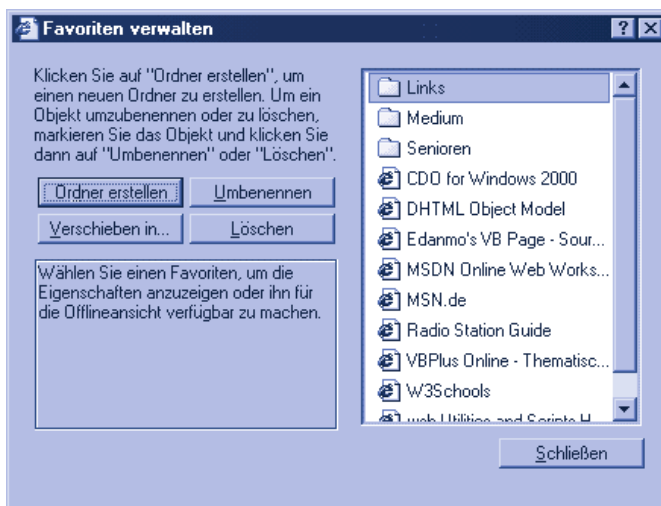 Favoriten verwalten
Klicken Sie auf "Ordner erstellen", um
einen neuen Ordner zu erstellen. Um ein
Objekt umzubenennen oder zu löschen,
markieren Sie das Objekt und klicken Sie
dann auf "Umbenennen" oder "Löschen".
Ordner erstellen
Umbenennen
Verschieben in...
Löschen
Wählen Sie einen Favoriten, um die
Eigenschaften anzuzeigen oder ihn für
die Offlineansicht verfügbar zu machen.
Links
Medium
Senioren
CDO for Windows 2000
DHTML Object Model
Edanmo's VB Page - Sour...
MSDN Online Web Works...
MSN.de
Radio Station Guide
VBPlus Online - Thematisc...
W3Schools
web Utilities and Scripts H
Schließen